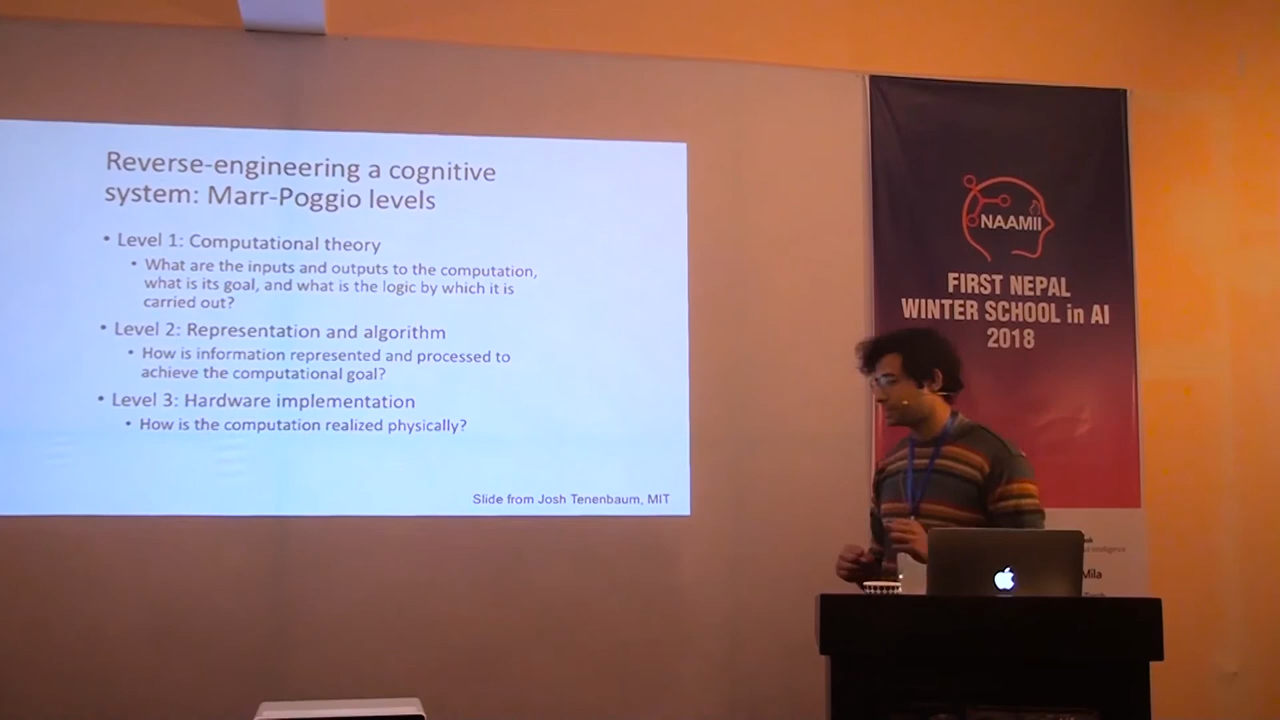 Reverse-engineering a cognitive
system: Marr-Poggio levels
• Level 1: Computational theory
• What are the inputs and outputs to the computation,
what is its goal, and what is the logic by which it is
carried out?
• Level 2: Representation and algorithm
• How is information represented and processed to
achieve the computational goal?
• Level 3: Hardware implementation
• How is the computation realized physically?
Slide from Josh Tenenbaum, MIT
NAAMII
FIRST NEPAL
WINTER SCHOOL in AI
2018
Mila